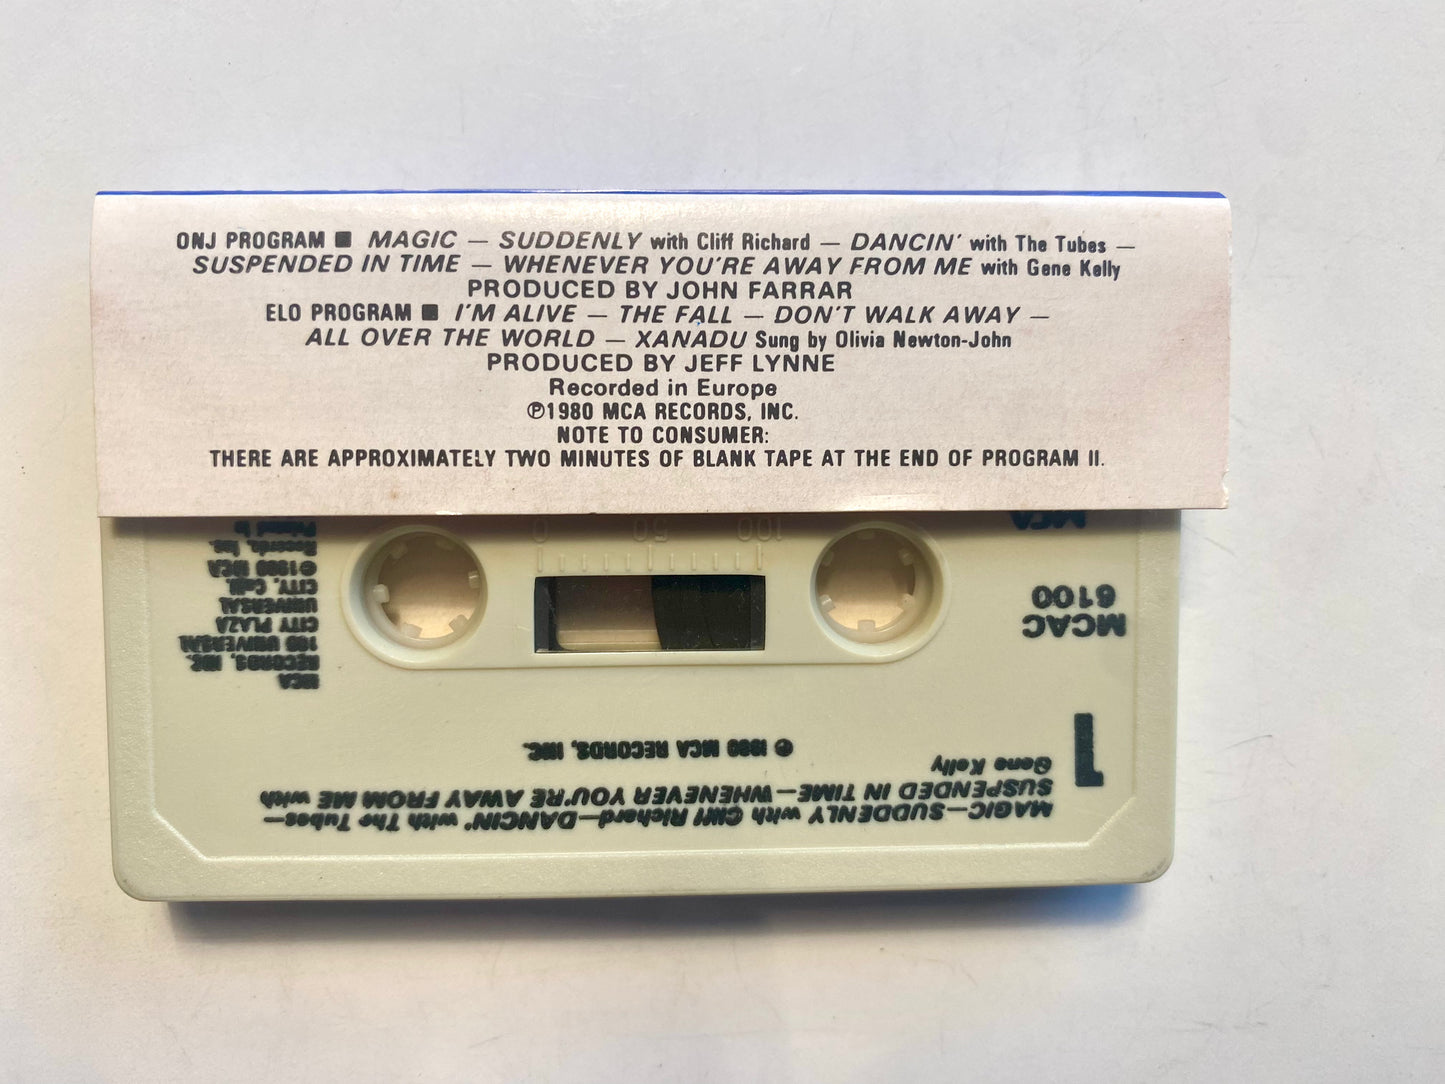 ONJ PROGRAM ■ MAGIC — SUDDENLY with Cliff Richard — DANCIN' with The Tubes —
SUSPENDED IN TIME — WHENEVER YOU'RE AWAY FROM ME with Gene Kelly
PRODUCED BY JOHN FARRAR
ELO PROGRAM ■ I'M ALIVE — THE FALL — DON'T WALK AWAY —
ALL OVER THE WORLD — XANADU Sung by Olivia Newton-John
PRODUCED BY JEFF LYNNE
Recorded in Europe
℗1980 MCA RECORDS, INC.
NOTE TO CONSUMER:
THERE ARE APPROXIMATELY TWO MINUTES OF BLANK TAPE AT THE END OF PROGRAM II.
MAGIC—SUDDENLY with Cliff Richard—DANCIN' with The Tubes—
SUSPENDED IN TIME—WHENEVER YOU'RE AWAY FROM ME with
Gene Kelly
℗ 1980 MCA RECORDS, INC.
1
MCAC
6100
MCA
MCA
RECORDS, INC.
100 UNIVERSAL
CITY PLAZA
UNIVERSAL
CITY, Calif.
©1980 MCA
Records, Inc.
Printed in
0 50 100